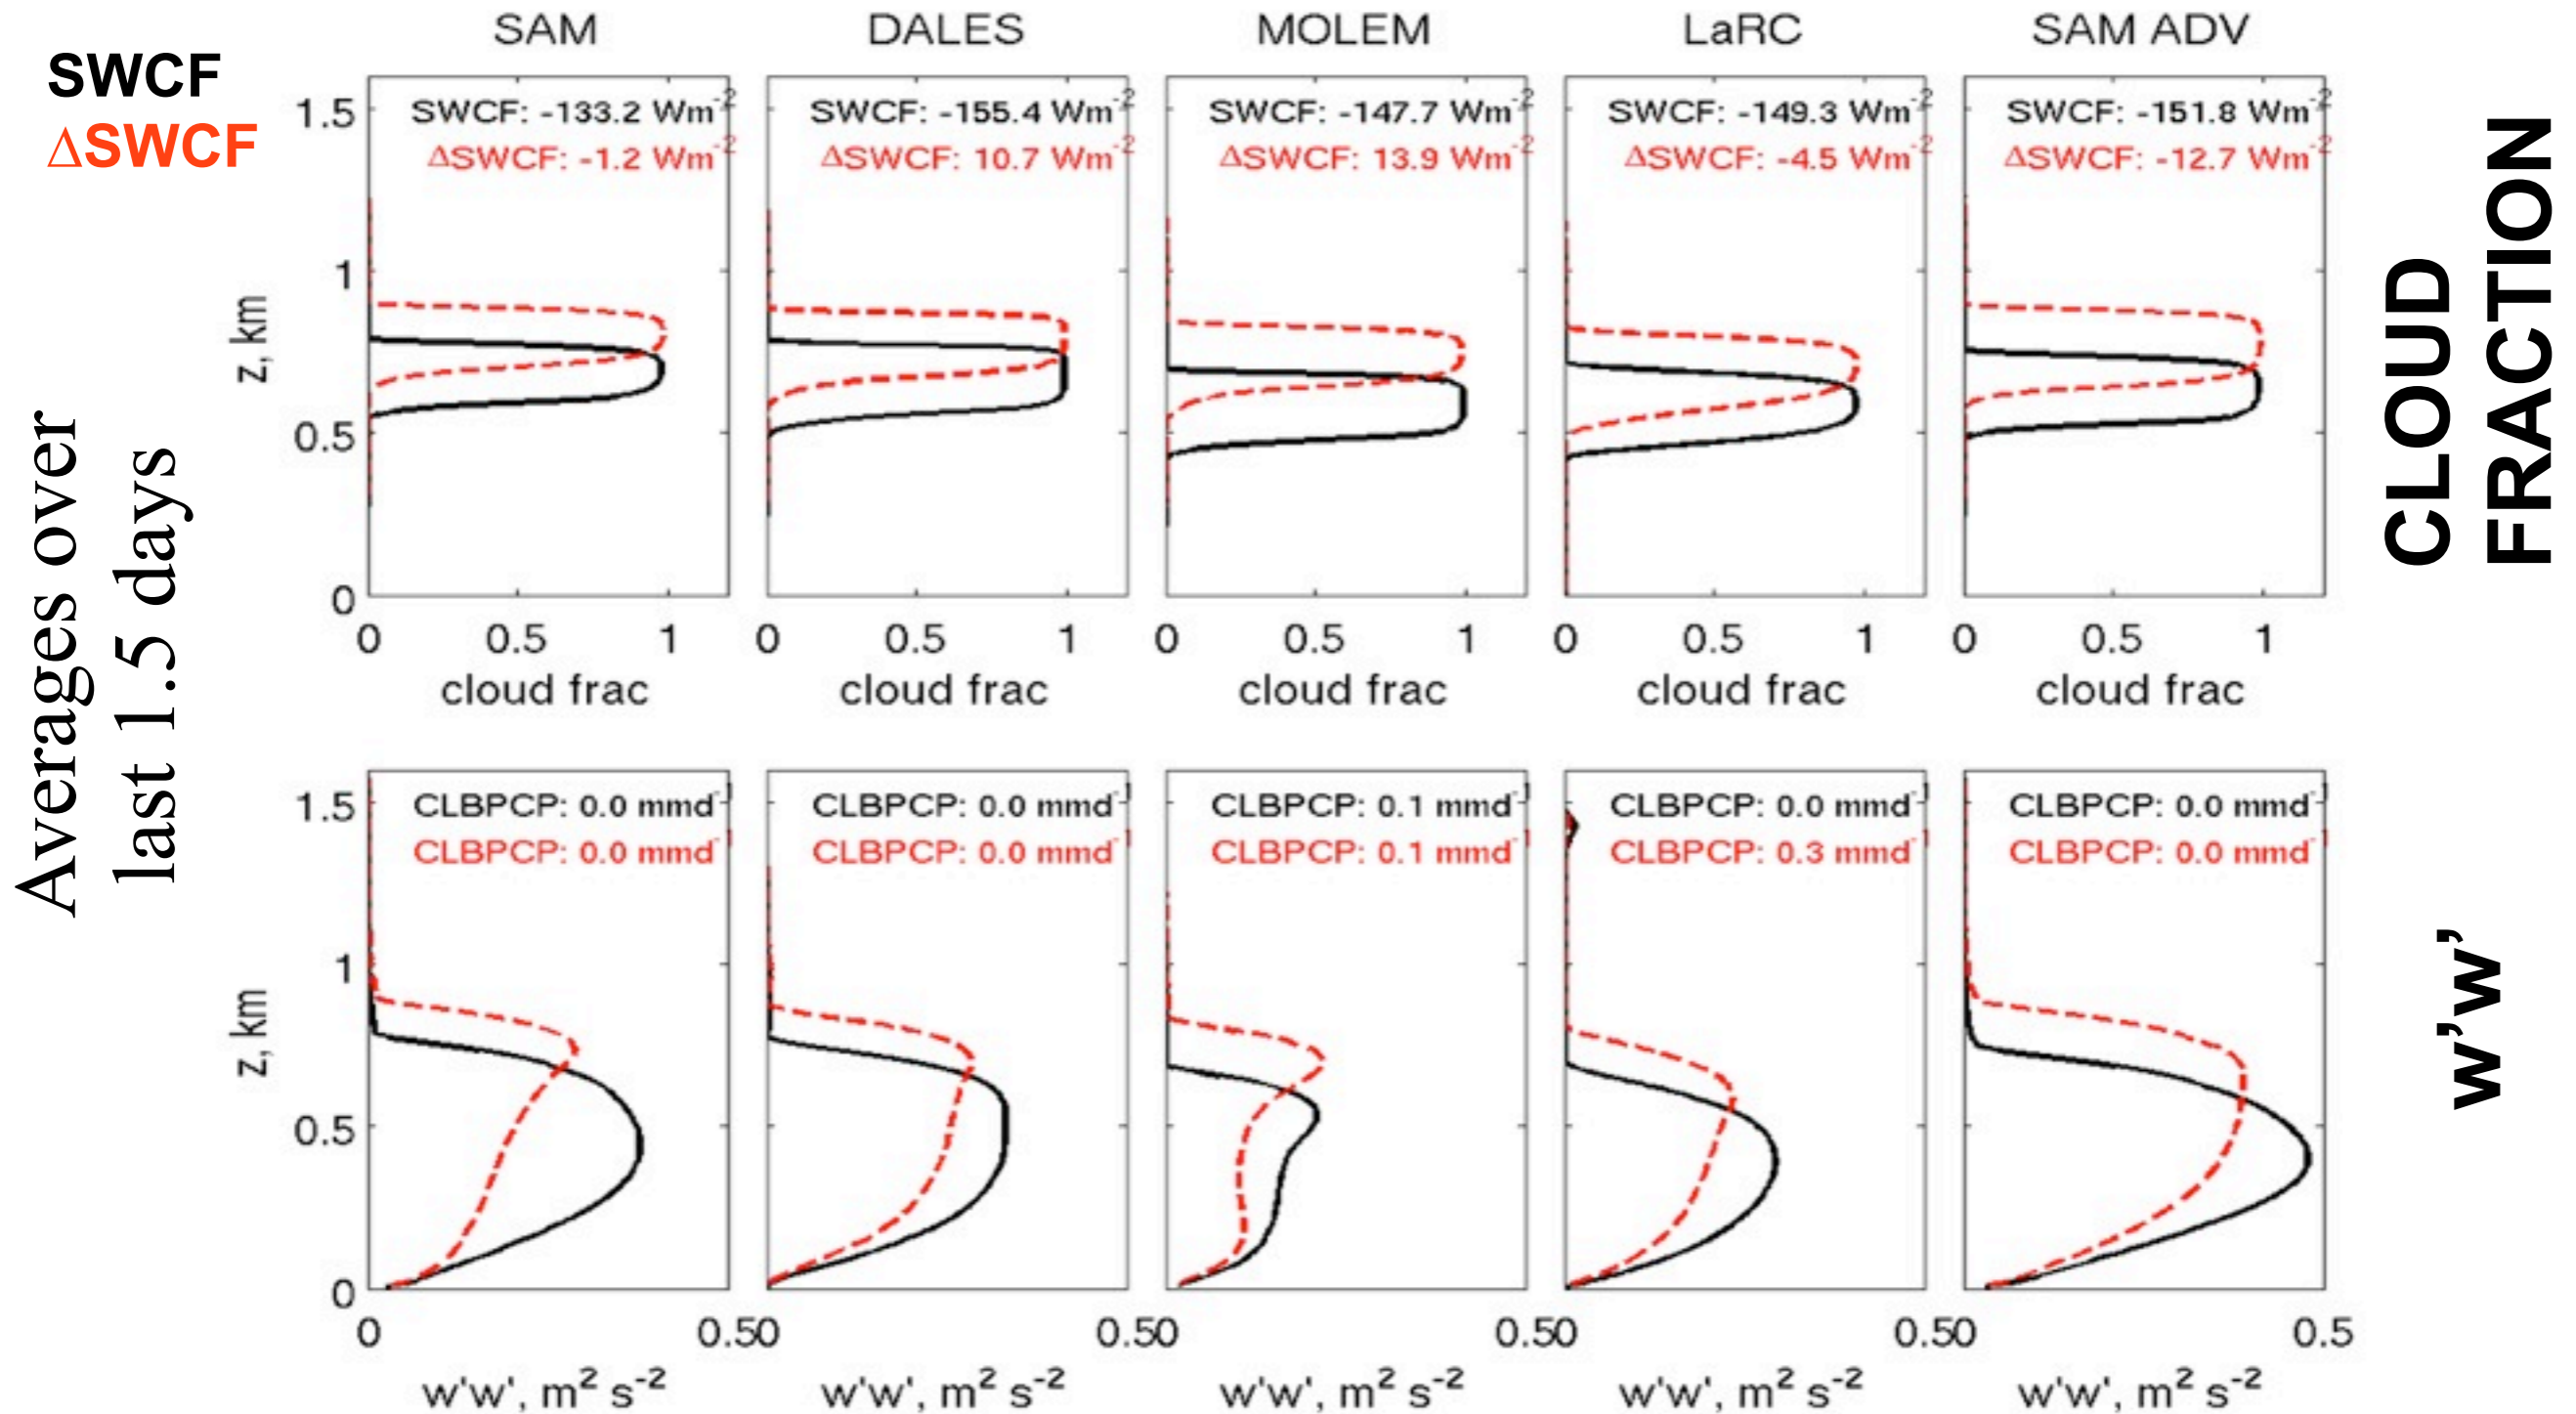 SAM DALES MOLEM LaRC SAM ADV
SWCF
ΔSWCF
SWCF: -133.2 Wm⁻²
ΔSWCF: -1.2 Wm⁻²
SWCF: -155.4 Wm⁻²
ΔSWCF: 10.7 Wm⁻²
SWCF: -147.7 Wm⁻²
ΔSWCF: 13.9 Wm⁻²
SWCF: -149.3 Wm⁻²
ΔSWCF: -4.5 Wm⁻²
SWCF: -151.8 Wm⁻²
ΔSWCF: -12.7 Wm⁻²
1.5
1
0.5
0
z, km
0 0.5 1 0 0.5 1 0 0.5 1 0 0.5 1 0 0.5 1
cloud frac cloud frac cloud frac cloud frac cloud frac
CLOUD
FRACTION
Averages over
last 1.5 days
CLBPCP: 0.0 mmd⁻¹
CLBPCP: 0.0 mmd⁻¹
CLBPCP: 0.0 mmd⁻¹
CLBPCP: 0.0 mmd⁻¹
CLBPCP: 0.1 mmd⁻¹
CLBPCP: 0.1 mmd⁻¹
CLBPCP: 0.0 mmd⁻¹
CLBPCP: 0.3 mmd⁻¹
CLBPCP: 0.0 mmd⁻¹
CLBPCP: 0.0 mmd⁻¹
1.5
1
0.5
0
z, km
0 0.50 0.50 0.50 0.50 0.5
w'w', m² s⁻² w'w', m² s⁻² w'w', m² s⁻² w'w', m² s⁻² w'w', m² s⁻²
w’w’